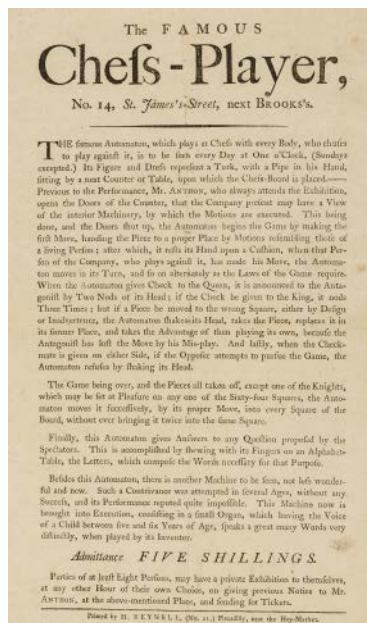 The FAMOUS
Cheſs-Player,
No. 14, St. James's-Street, next BROOKS's.
THE famous Automaton, which plays at Cheſs with every Body, who chuſes
to play againſt it, is to be ſeen every Day at One o'Clock, (Sundays
excepted.) Its Figure and Dreſs repreſent a Turk, with a Pipe in his Hand,
ſitting by a neat Counter or Table, upon which the Cheſs-Board is placed.——
Previous to the Performance, Mr. ANTHON, who always attends the Exhibition,
opens the Doors of the Counter, that the Company preſent may have a View
of the interior Machinery, by which the Motions are executed. This being
done, and the Doors ſhut up, the Automaton begins the Game by making the
firſt Move, handing the Piece to a proper Place by Motions reſembling thoſe of
a living Perſon; after which, it reſts its Hand upon a Cuſhion, when that Per-
ſon of the Company, who plays againſt it, has made his Move, the Automa-
ton moves in its Turn, and ſo on alternately as the Laws of the Game require.
When the Automaton gives Check to the Queen, it is announced to the Anta-
goniſt by Two Nods of its Head; if the Check be given to the King, it nods
Three Times; but if a Piece be moved to the wrong Square, either by Deſign
or Inadvertence, the Automaton ſhakes its Head, takes the Piece, replaces it in
its former Place, and takes the Advantage of then playing its own, becauſe the
Antagoniſt has loſt the Move by his Miſ-play. And laſtly, when the Check-
mate is given on either Side, if the Oppoſer attempts to purſue the Game, the
Automaton refuſes by ſhaking its Head.
The Game being over, and the Pieces all taken off, except one of the Knights,
which may be ſet at Pleaſure on any one of the Sixty-four Squares, the Auto-
maton moves it ſucceſſively, by its proper Move, into every Square of the
Board, without ever bringing it twice into the ſame Square.
Finally, this Automaton gives Anſwers to any Queſtion propoſed by the
Spectators. This is accompliſhed by ſhewing with its Fingers on an Alphabet-
Table, the Letters, which compoſe the Words neceſſary for that Purpoſe.
Beſides this Automaton, there is another Machine to be ſeen, not leſs wonder-
ful and new. Such a Contrivance was attempted in ſeveral Ages, without any
Succeſs, and its Performance reputed quite impoſſible. This Machine now is
brought into Execution, conſiſting in a ſmall Organ, which having the Voice
of a Child between five and ſix Years of Age, ſpeaks a great many Words very
diſtinctly, when played by its Inventor.
Admittance FIVE SHILLINGS.
Parties of at leaſt Eight Perſons, may have a private Exhibition to themſelves,
at any other Hour of their own Choice, on giving previous Notice to Mr.
ANTHON, at the above-mentioned Place, and ſending for Tickets.
Printed by H. REYNELL, (No. 21,) Piccadilly, near the Hay-Market.